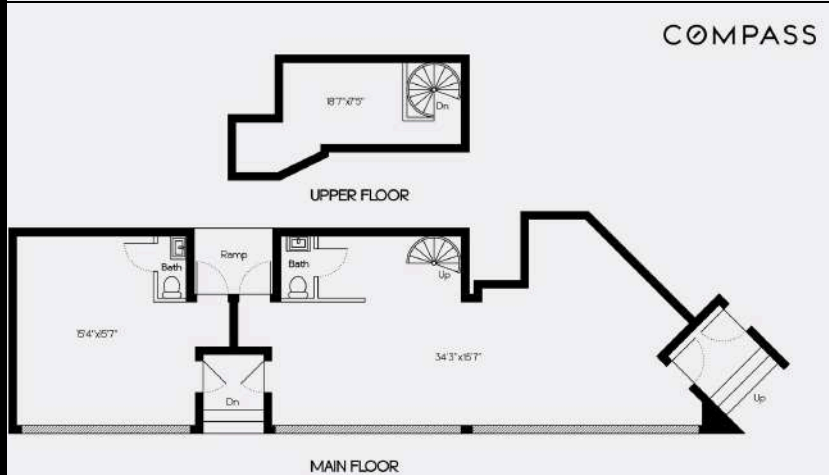 COMPASS
18'7"x7'5"
Dn
UPPER FLOOR
Ramp
Bath
Bath
Up
15'4"x15'7"
34'3"x15'7"
Dn
Up
MAIN FLOOR